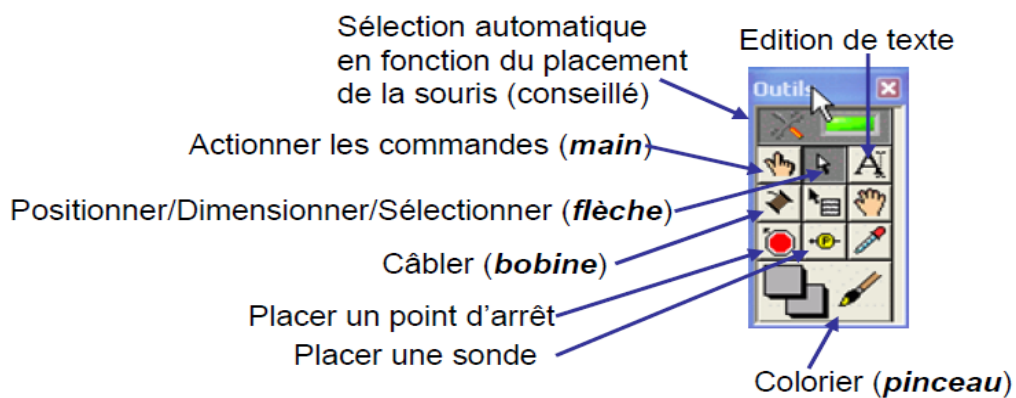 Sélection automatique
en fonction du placement
de la souris (conseillé)
Edition de texte
Outils
Actionner les commandes (main)
Positionner/Dimensionner/Sélectionner (flèche)
Câbler (bobine)
Placer un point d'arrêt
Placer une sonde
Colorier (pinceau)
A
P